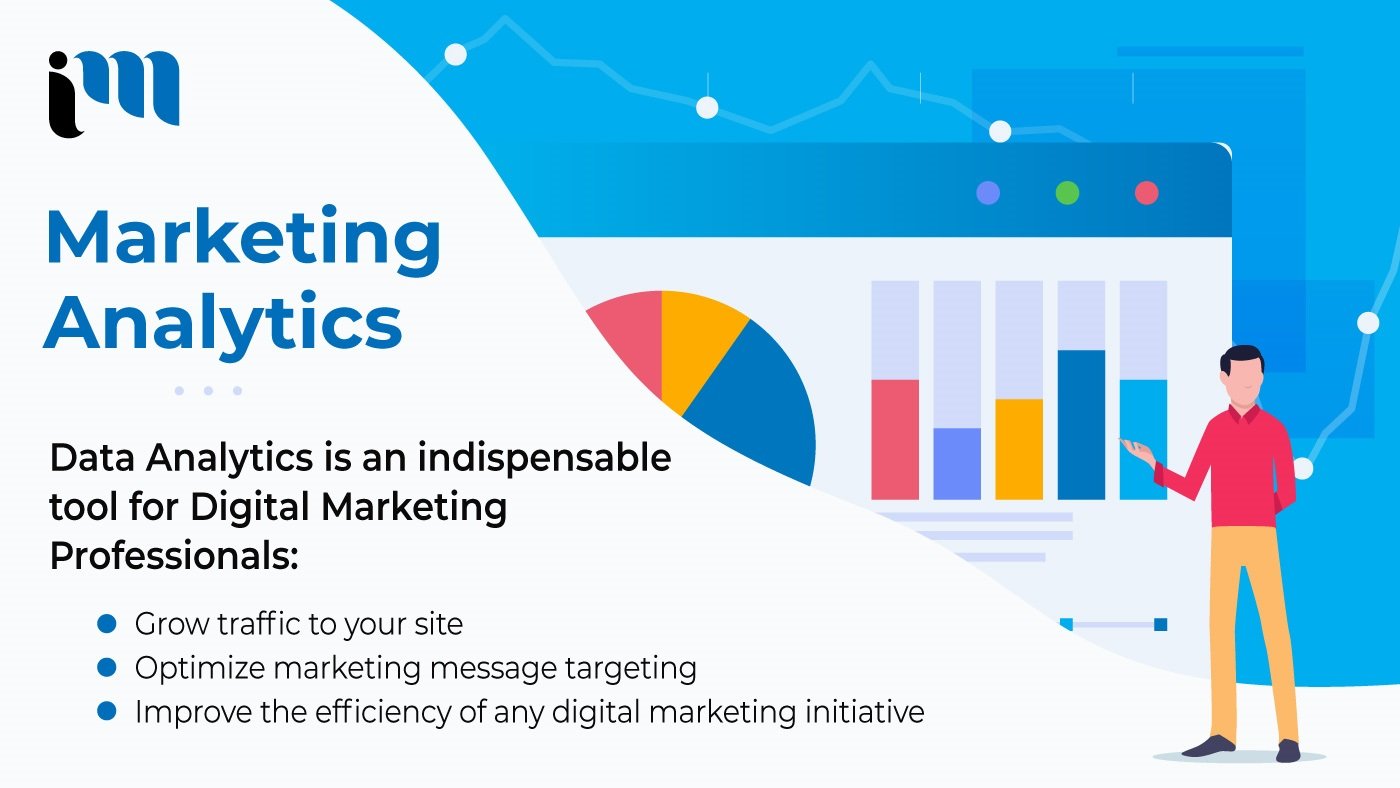 im
Marketing
Analytics
Data Analytics is an indispensable
tool for Digital Marketing
Professionals:
Grow traffic to your site
Optimize marketing message targeting
Improve the efficiency of any digital marketing initiative